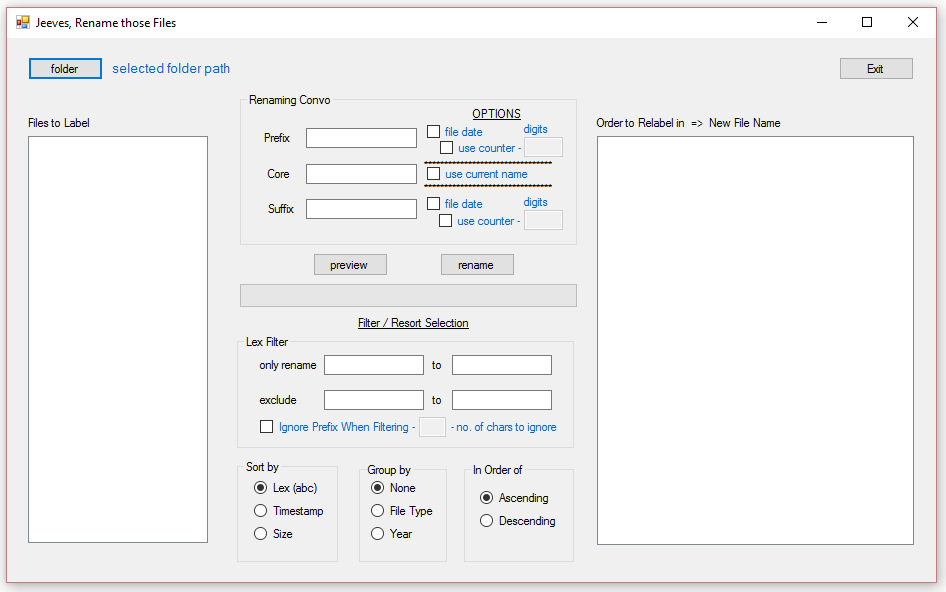 Jeeves, Rename those Files
folder
selected folder path
Exit
Files to Label
Renaming Convo
OPTIONS
Prefix
file date
digits
use counter -
Core
use current name
Suffix
file date
digits
use counter -
preview
rename
Filter / Resort Selection
Lex Filter
only rename
to
exclude
to
Ignore Prefix When Filtering -
- no. of chars to ignore
Sort by
Lex (abc)
Timestamp
Size
Group by
None
File Type
Year
In Order of
Ascending
Descending
Order to Relabel in => New File Name